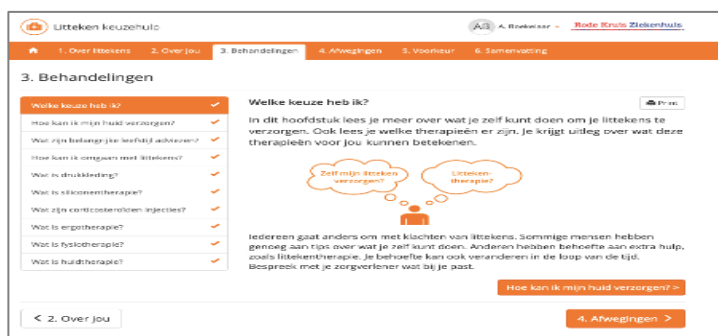 Litteken keuzehulp
AB A. Boekelaar
Rode Kruis Ziekenhuis
1. Over littekens 2. Over jou 3. Behandelingen 4. Afwegingen 5. Voorkeur 6. Samenvatting
3. Behandelingen
Welke keuze heb ik?
Hoe kan ik mijn huid verzorgen?
Wat zijn belangrijke leefstijl adviezen?
Hoe kan ik omgaan met littekens?
Wat is drukkleding?
Wat is siliconentherapie?
Wat zijn corticosteroïden injecties?
Wat is ergotherapie?
Wat is fysiotherapie?
Wat is huidtherapie?
Welke keuze heb ik?
Print
In dit hoofdstuk lees je meer over wat je zelf kunt doen om je littekens te
verzorgen. Ook lees je welke therapieën er zijn. Je krijgt uitleg over wat deze
therapieën voor jou kunnen betekenen.
Zelf mijn litteken
verzorgen?
Litteken-
therapie?
Iedereen gaat anders om met klachten van littekens. Sommige mensen hebben
genoeg aan tips over wat je zelf kunt doen. Anderen hebben behoefte aan extra hulp,
zoals littekentherapie. Je behoefte kan ook veranderen in de loop van de tijd.
Bespreek met je zorgverlener wat bij je past.
Hoe kan ik mijn huid verzorgen? >
< 2. Over jou
4. Afwegingen >